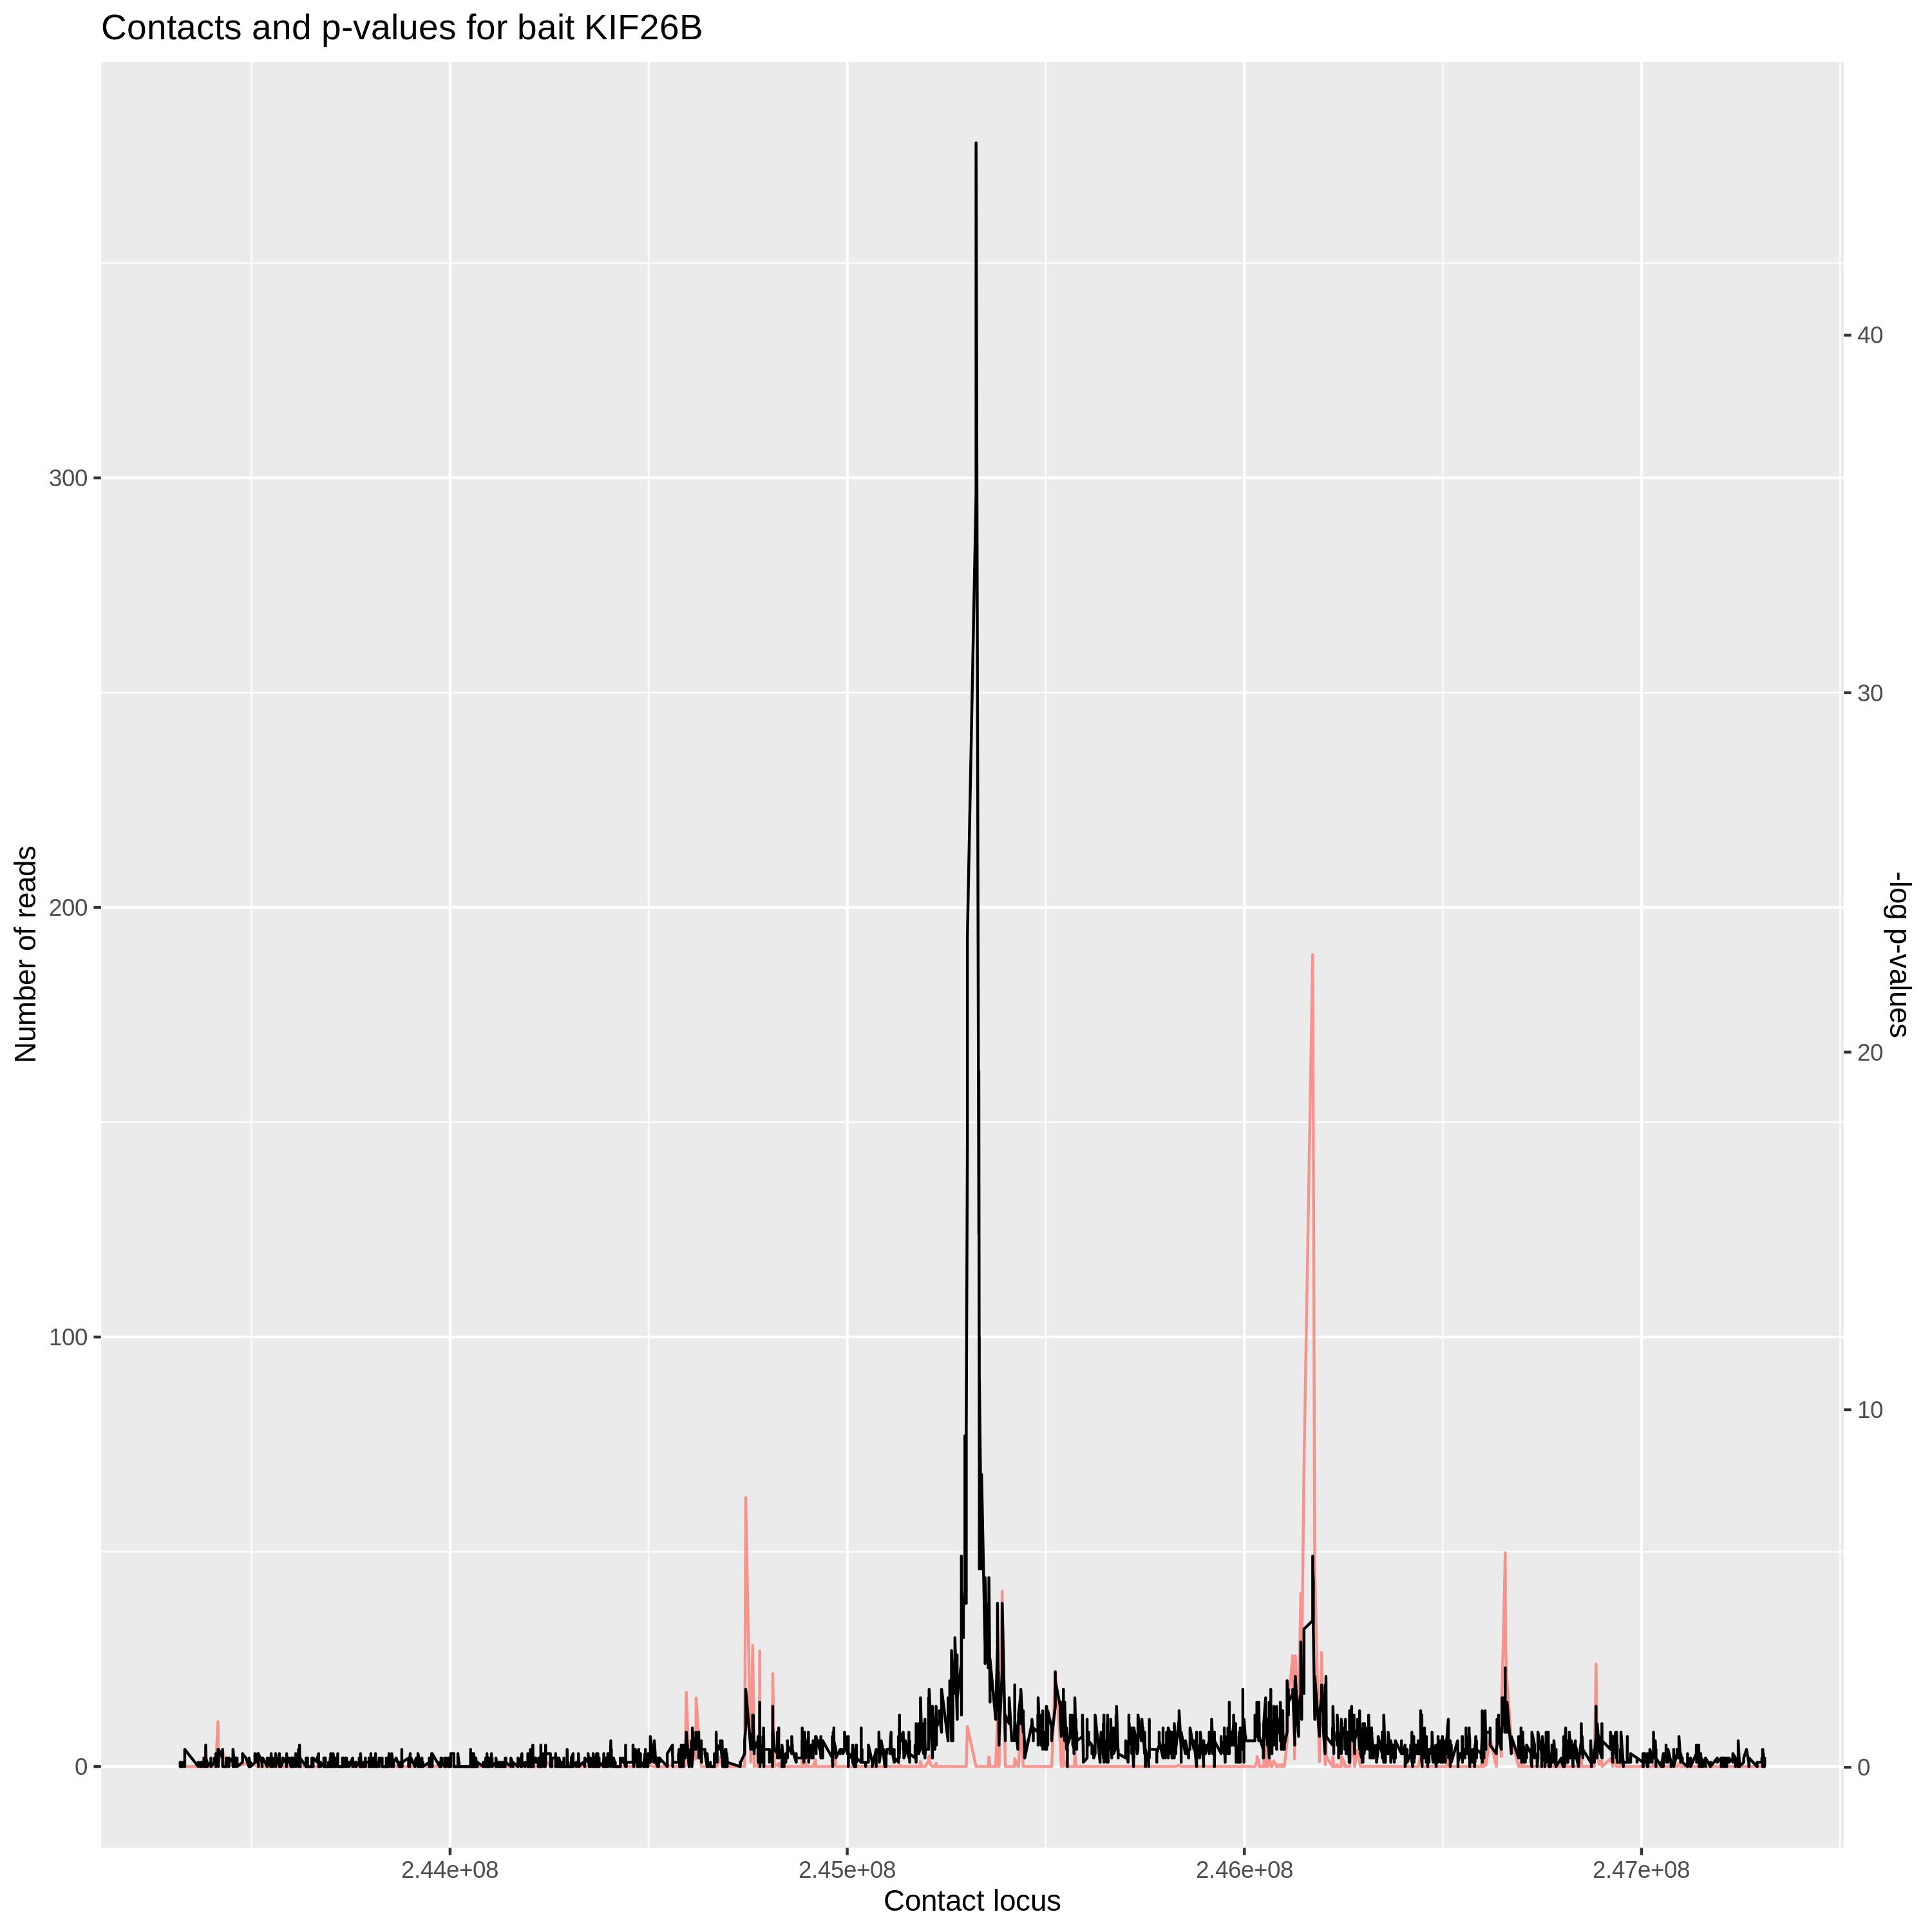 Contacts and p-values for bait KIF26B
Number of reads
300
200
100
0
40
30
20
10
0
-log p-values
2.44e+08 2.45e+08 2.46e+08 2.47e+08
Contact locus